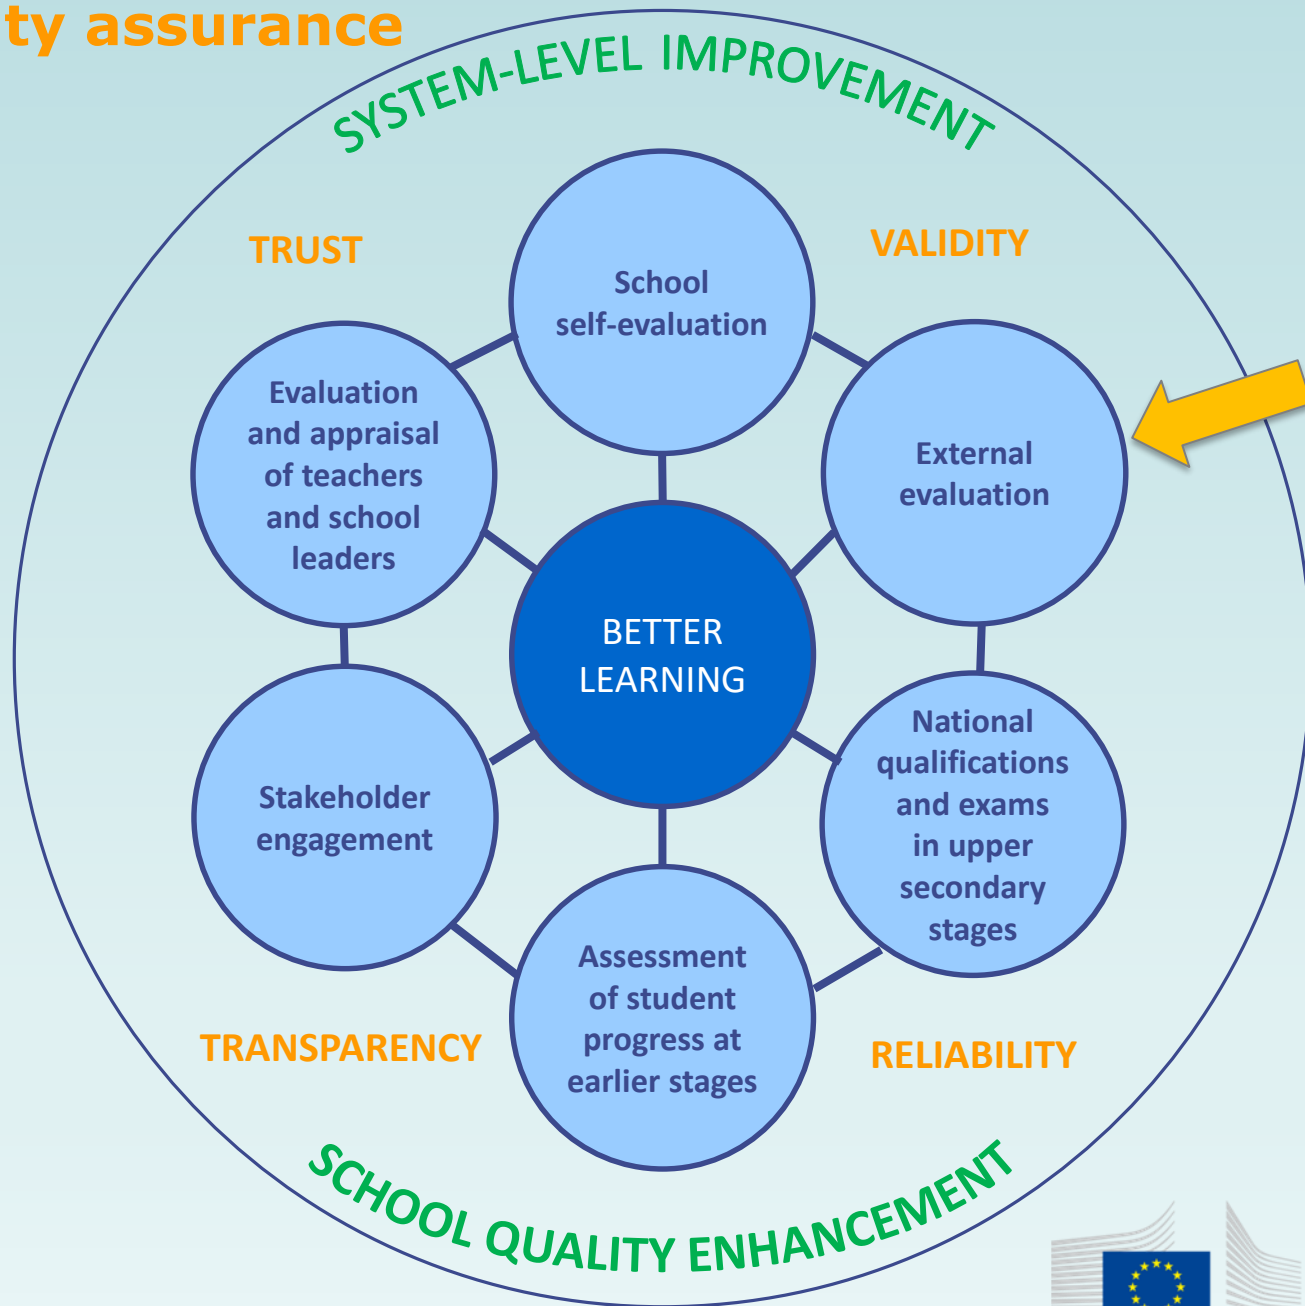 ty assurance
SYSTEM-LEVEL IMPROVEMENT
TRUST
VALIDITY
School
self-evaluation
Evaluation
and appraisal
of teachers
and school
leaders
External
evaluation
BETTER
LEARNING
National
qualifications
and exams
in upper
secondary
stages
Stakeholder
engagement
Assessment
of student
progress at
earlier stages
TRANSPARENCY
RELIABILITY
SCHOOL QUALITY ENHANCEMENT